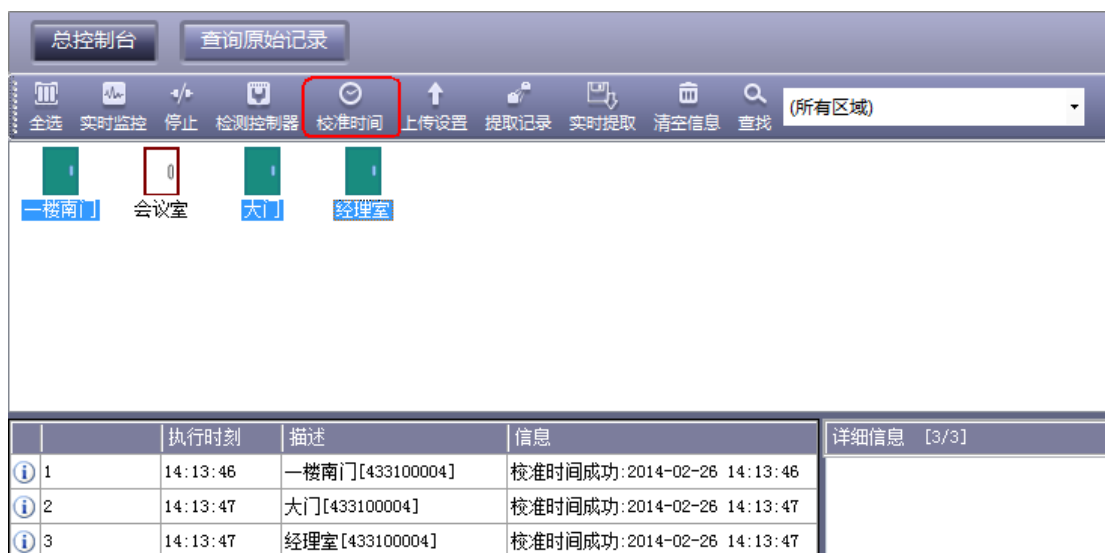 总控制台 查询原始记录
全选 实时监控 停止 检测控制器 校准时间 上传设置 提取记录 实时提取 清空信息 查找 (所有区域)
一楼南门 会议室 大门 经理室
执行时刻 描述 信息 详细信息 [3/3]
1 14:13:46 一楼南门[433100004] 校准时间成功:2014-02-26 14:13:46
2 14:13:47 大门[433100004] 校准时间成功:2014-02-26 14:13:47
3 14:13:47 经理室[433100004] 校准时间成功:2014-02-26 14:13:47